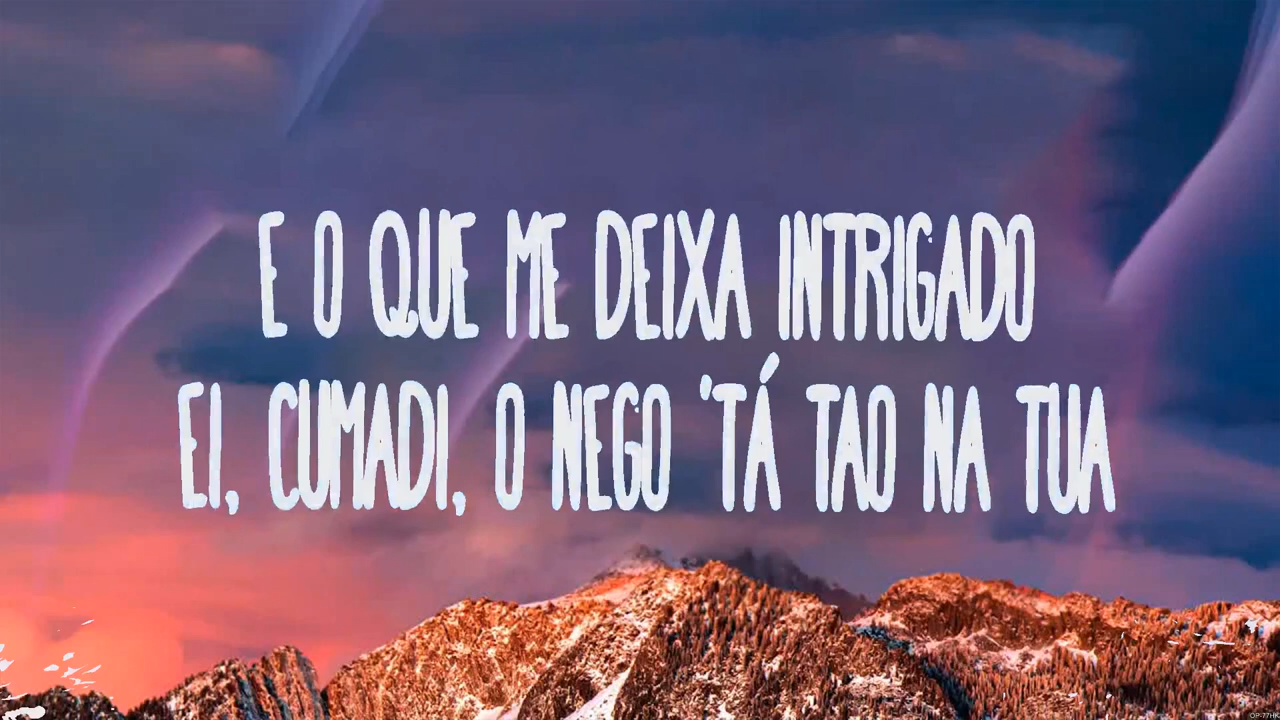 E O QUE ME DEIXA INTRIGADO
EI, CUMADI, O NEGO 'TÁ TAO NA TUA